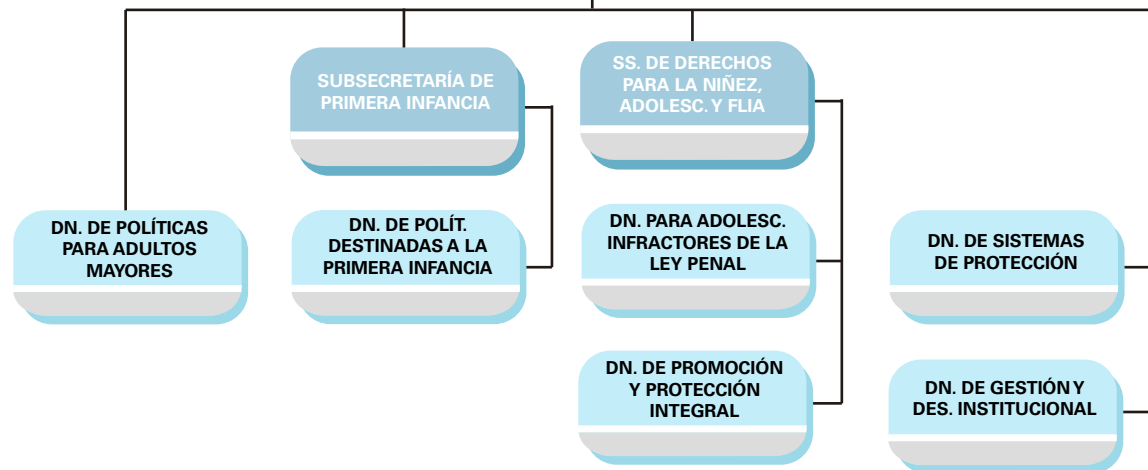 SUBSECRETARÍA DE
PRIMERA INFANCIA
SS. DE DERECHOS
PARA LA NIÑEZ,
ADOLESC. Y FLIA
DN. DE POLÍTICAS
PARA ADULTOS
MAYORES
DN. DE POLÍT.
DESTINADAS A LA
PRIMERA INFANCIA
DN. PARA ADOLESC.
INFRACTORES DE LA
LEY PENAL
DN. DE SISTEMAS
DE PROTECCIÓN
DN. DE PROMOCIÓN
Y PROTECCIÓN
INTEGRAL
DN. DE GESTIÓN Y
DES. INSTITUCIONAL